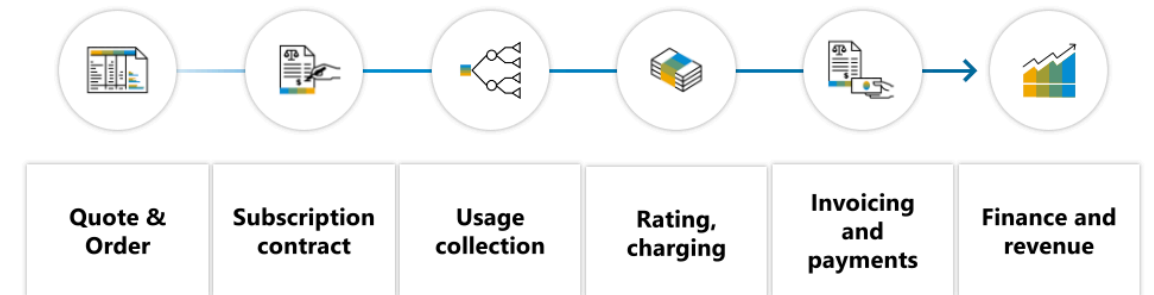 Quote &
Order
Subscription
contract
Usage
collection
Rating,
charging
Invoicing
and
payments
Finance and
revenue